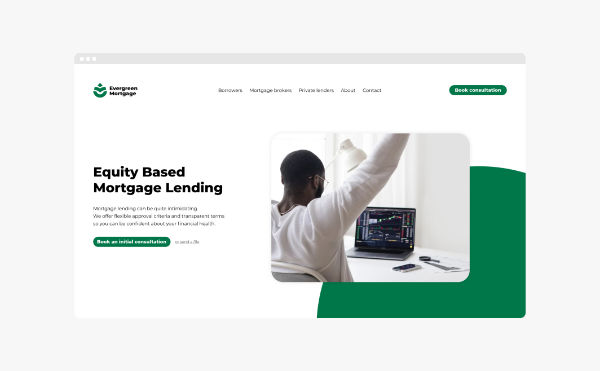 Evergreen
Mortgage
Borrowers Mortgage brokers Private lenders About Contact
Book consultation
Equity Based
Mortgage Lending
Mortgage lending can be quite intimidating.
We offer flexible approval criteria and transparent terms
so you can be confident about your financial health.
Book an initial consultation